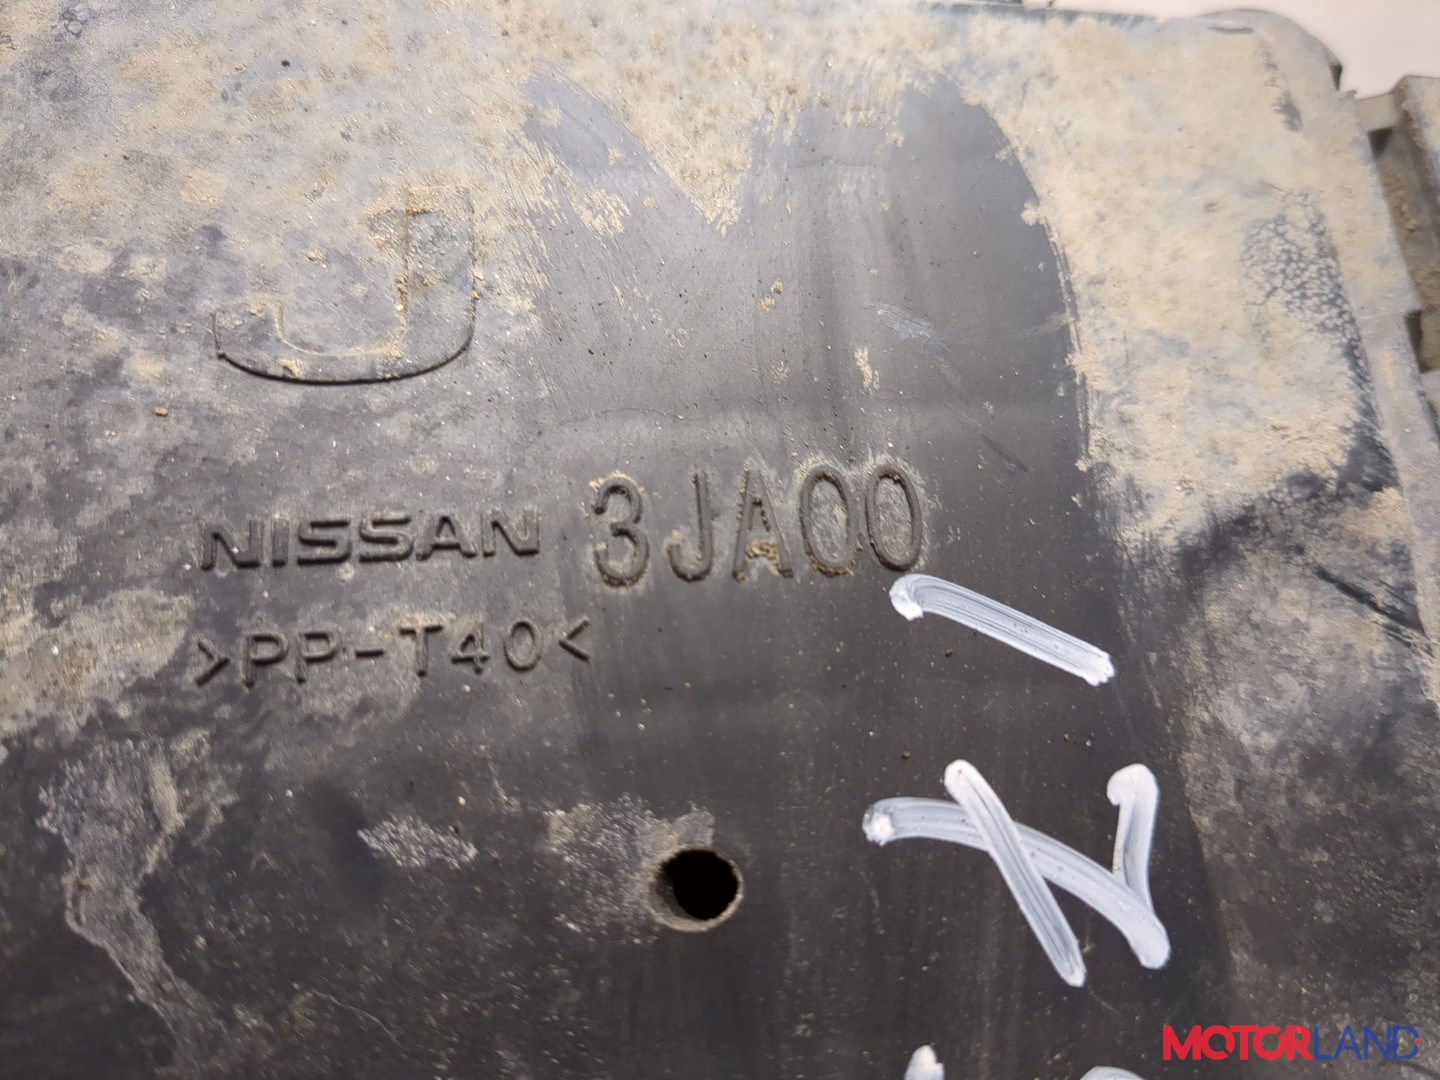 J
NISSAN 3JA00
>PP-T40<
MOTORLAND